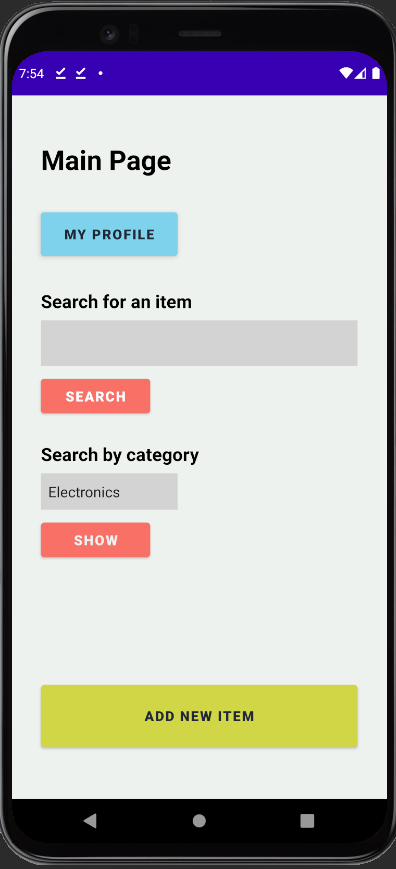 7:54
Main Page
MY PROFILE
Search for an item
SEARCH
Search by category
Electronics
SHOW
ADD NEW ITEM